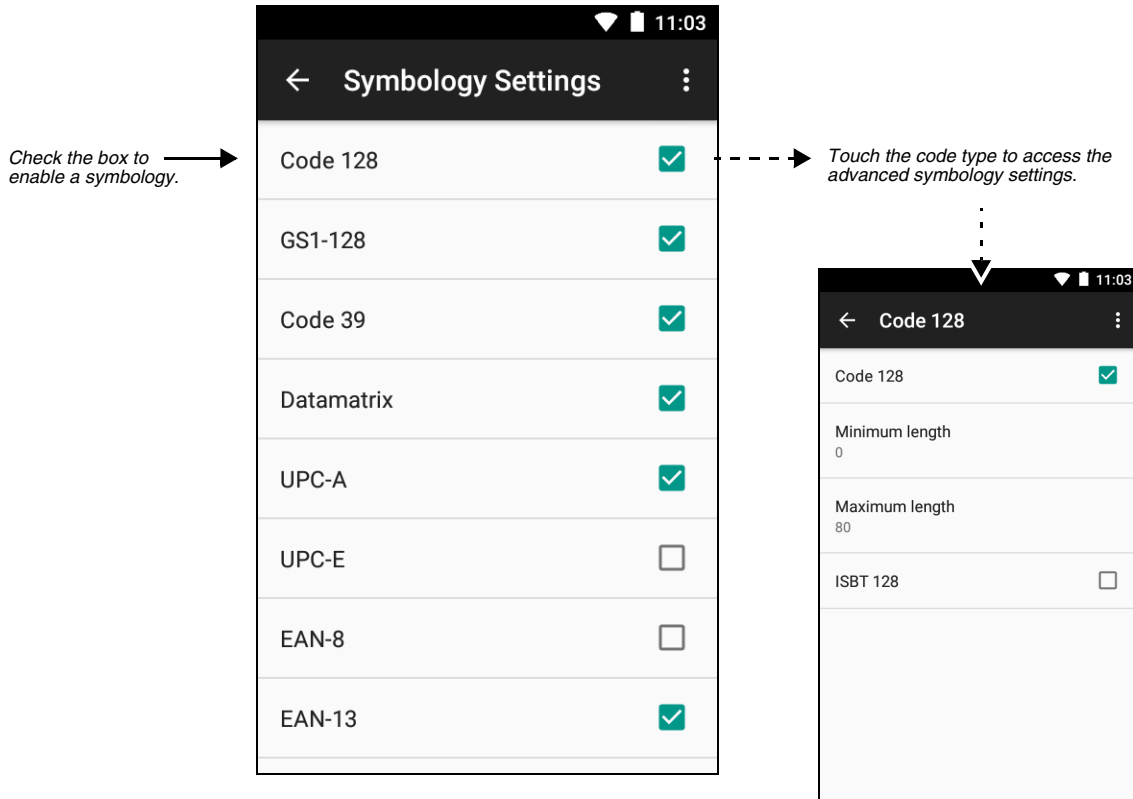 11:03
Symbology Settings
Check the box to
enable a symbology.
Code 128
GS1-128
Code 39
Datamatrix
UPC-A
UPC-E
EAN-8
EAN-13
Touch the code type to access the
advanced symbology settings.
11:03
Code 128
Code 128
Minimum length
0
Maximum length
80
ISBT 128